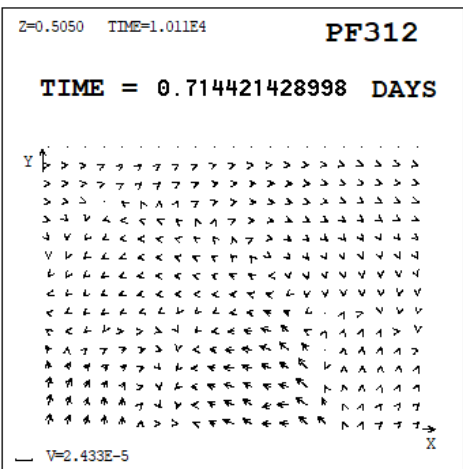 Z=0.5050 TIME=1.011E4 PF312
TIME = 0.714421428998 DAYS
Y
X
V=2.433E-5